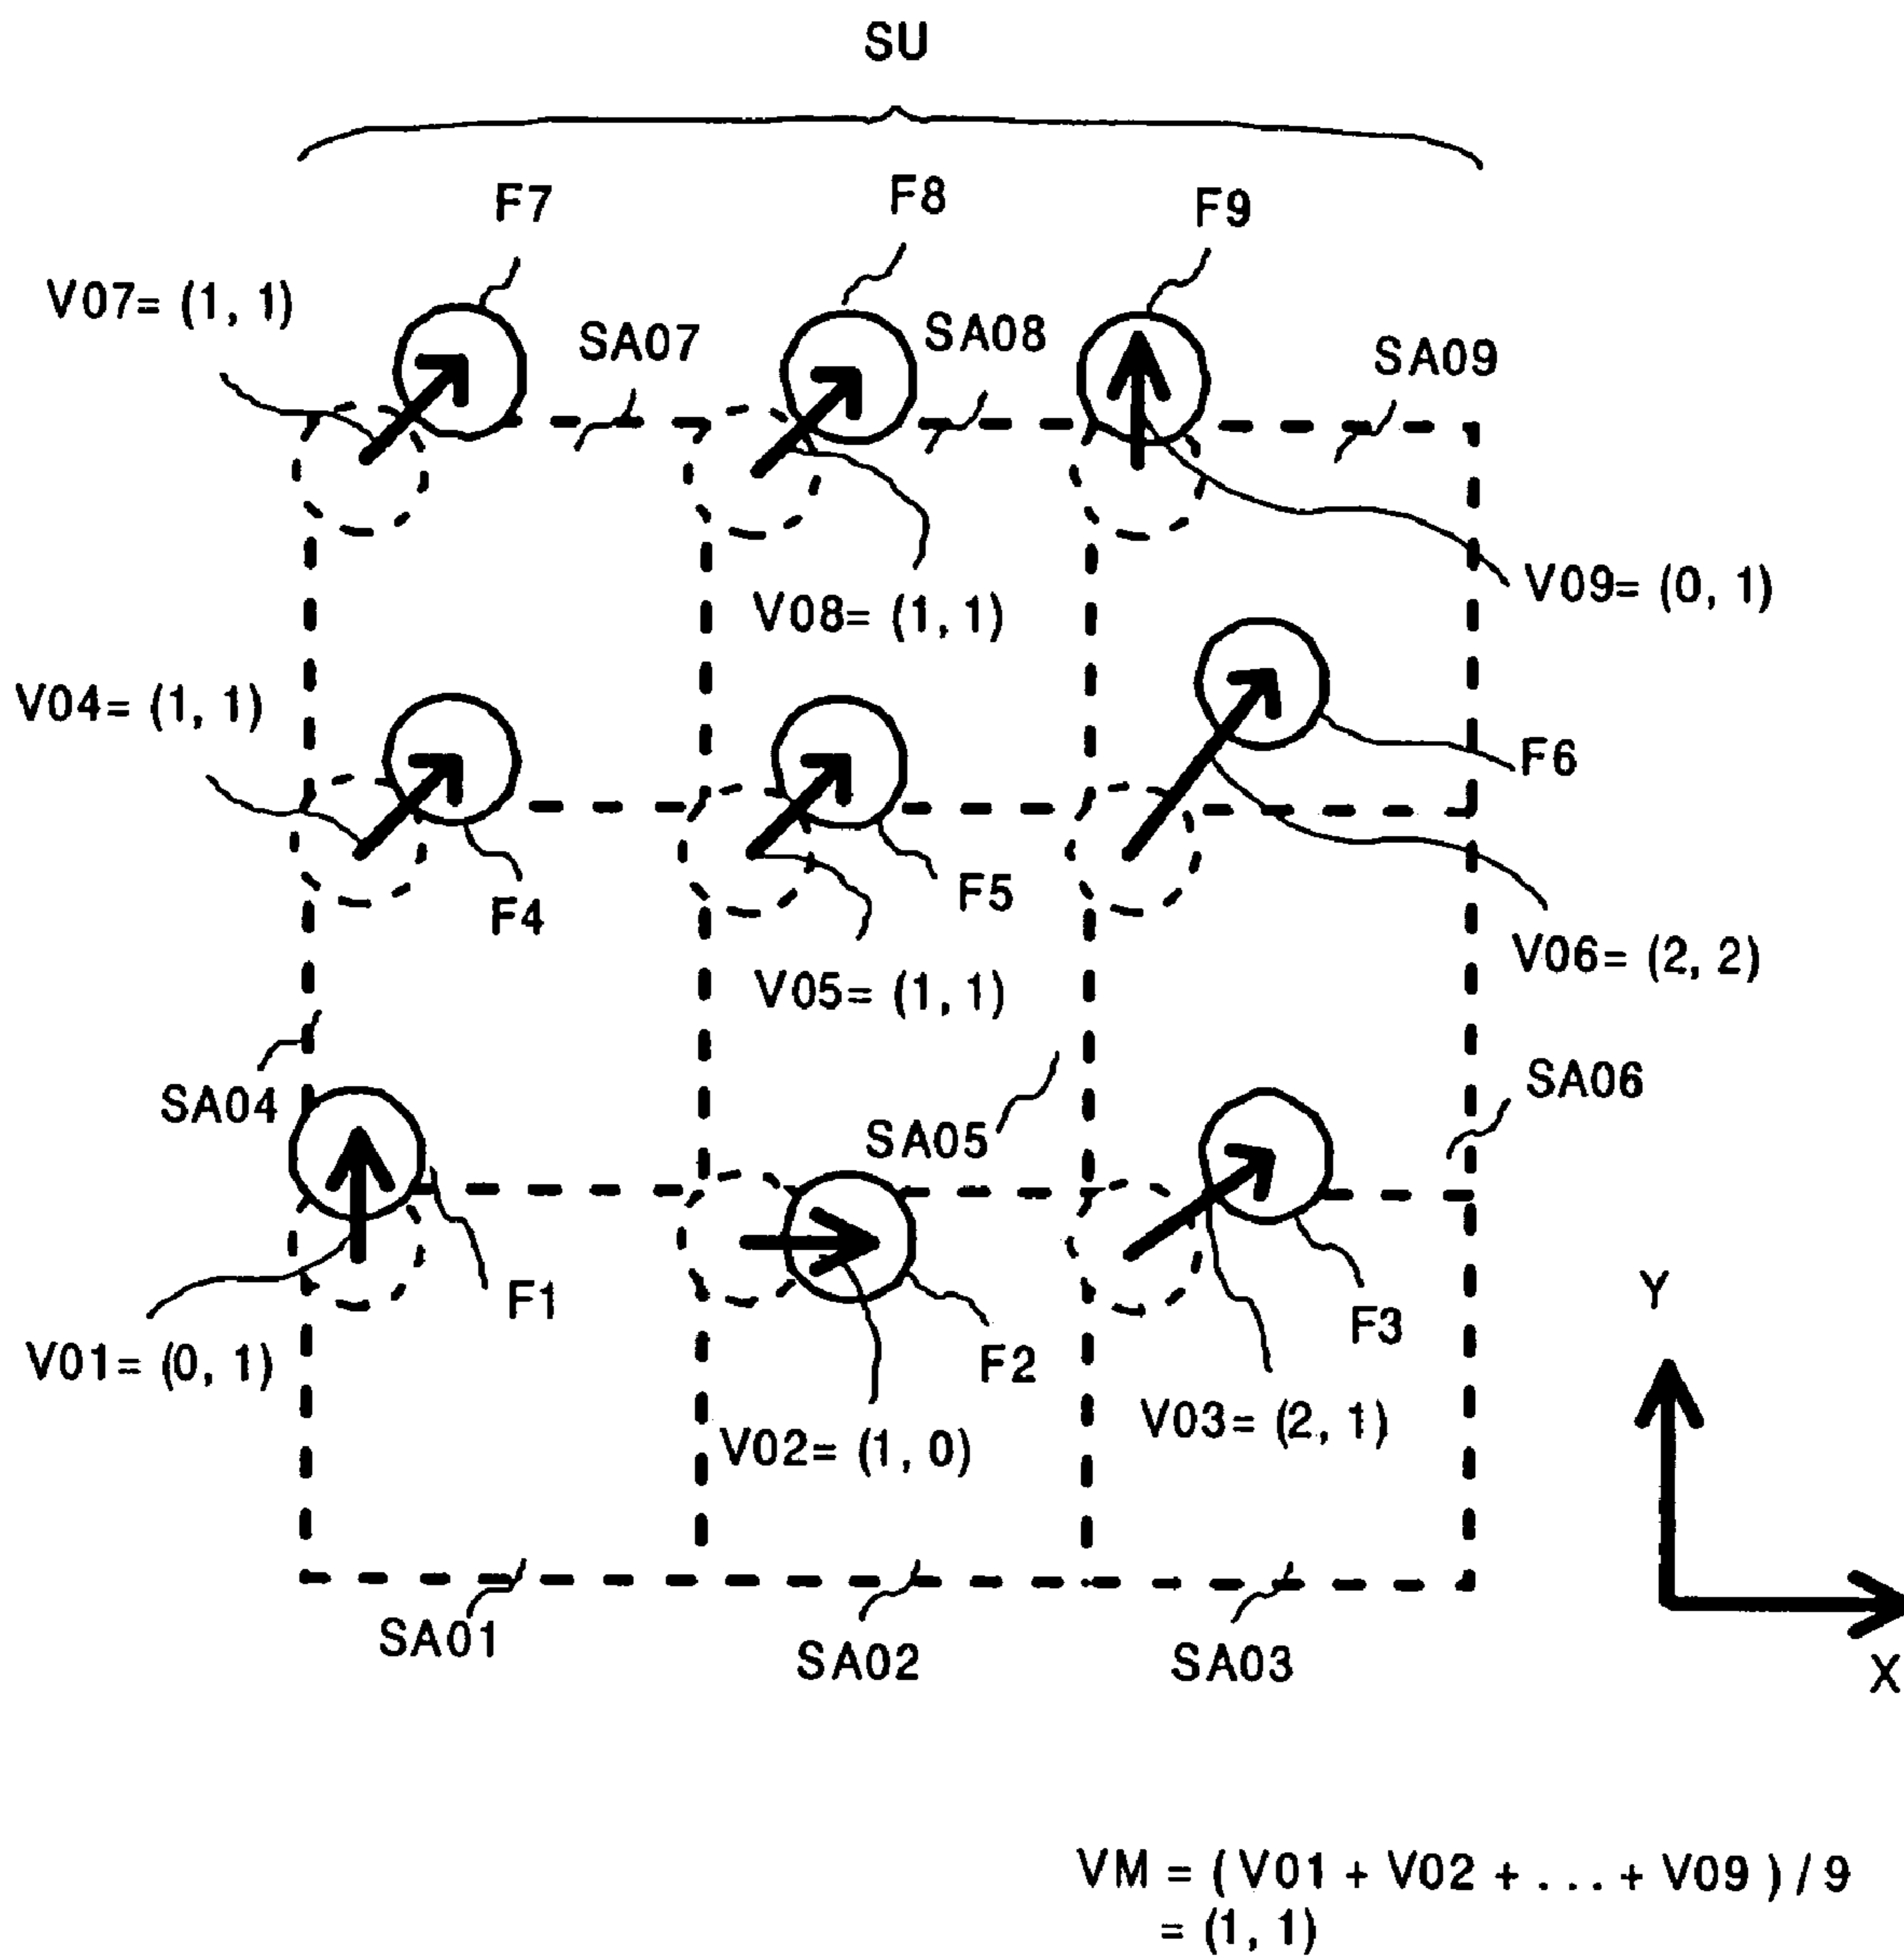 SU
F7
F8
F9
V07= (1, 1)
SA07
SA08
SA09
V08= (1, 1)
V09= (0, 1)
V04= (1, 1)
F6
F4
F5
V06= (2, 2)
V05= (1, 1)
SA04
SA05
SA06
F1
F2
F3
Y
V01= (0, 1)
V02= (1, 0)
V03= (2, 1)
SA01
SA02
SA03
X
VM = ( V01 + V02 + ... + V09 ) / 9
= (1, 1)